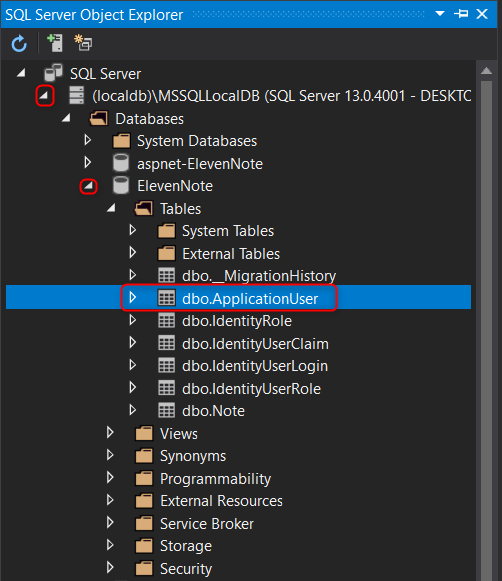 SQL Server Object Explorer
SQL Server
(localdb)\MSSQLLocalDB (SQL Server 13.0.4001 - DESKTO
Databases
System Databases
aspnet-ElevenNote
ElevenNote
Tables
System Tables
External Tables
dbo.__MigrationHistory
dbo.ApplicationUser
dbo.IdentityRole
dbo.IdentityUserClaim
dbo.IdentityUserLogin
dbo.IdentityUserRole
dbo.Note
Views
Synonyms
Programmability
External Resources
Service Broker
Storage
Security